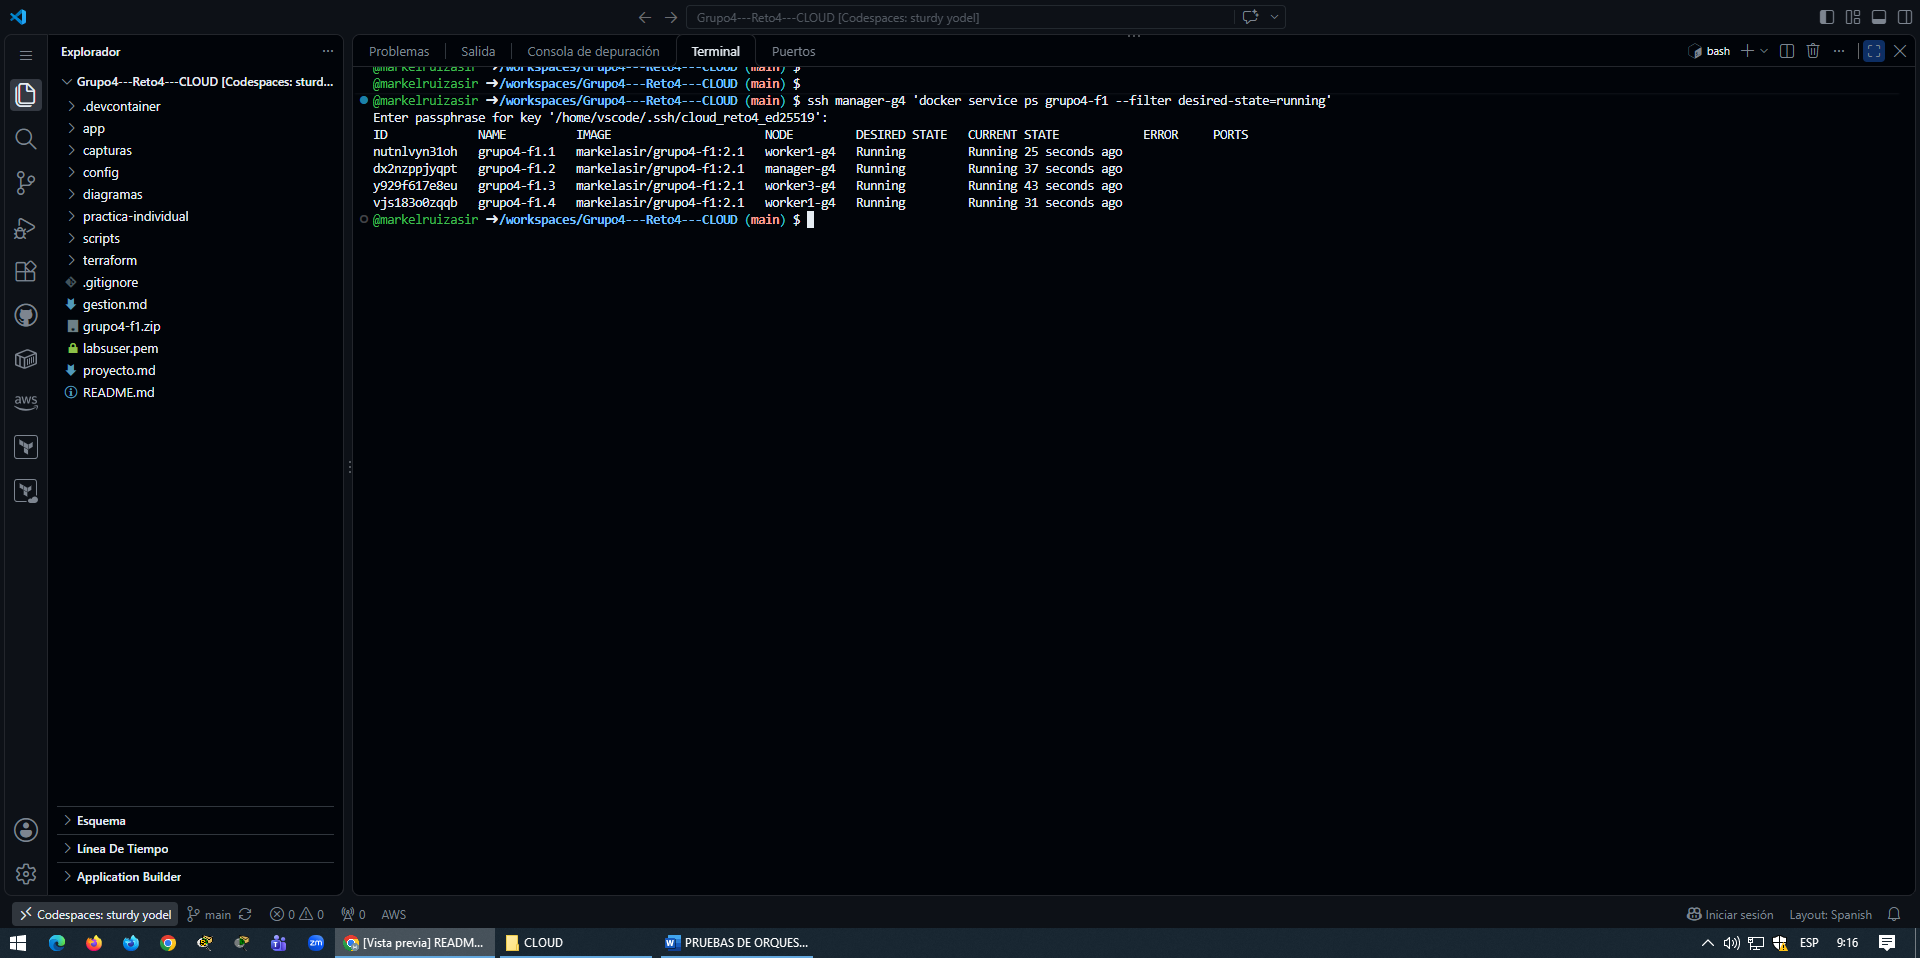 Grupo4---Reto4---CLOUD [Codespaces: sturdy yodel]
Explorador
Grupo4---Reto4---CLOUD [Codespaces: sturd...
.devcontainer
app
capturas
config
diagramas
practica-individual
scripts
terraform
.gitignore
gestion.md
grupo4-f1.zip
labsuser.pem
proyecto.md
README.md
aws
Esquema
Línea De Tiempo
Application Builder
Problemas Salida Consola de depuración Terminal Puertos
bash
@markelruizasir ➜/workspaces/Grupo4---Reto4---CLOUD (main) $
@markelruizasir ➜/workspaces/Grupo4---Reto4---CLOUD (main) $
@markelruizasir ➜/workspaces/Grupo4---Reto4---CLOUD (main) $ ssh manager-g4 'docker service ps grupo4-f1 --filter desired-state=running'
Enter passphrase for key '/home/vscode/.ssh/cloud_reto4_ed25519':
ID NAME IMAGE NODE DESIRED STATE CURRENT STATE ERROR PORTS
nutnlvyn31oh grupo4-f1.1 markelasir/grupo4-f1:2.1 worker1-g4 Running Running 25 seconds ago
dx2nzppjyqpt grupo4-f1.2 markelasir/grupo4-f1:2.1 manager-g4 Running Running 37 seconds ago
y929f617e8eu grupo4-f1.3 markelasir/grupo4-f1:2.1 worker3-g4 Running Running 43 seconds ago
vjs183o0zqqb grupo4-f1.4 markelasir/grupo4-f1:2.1 worker1-g4 Running Running 31 seconds ago
@markelruizasir ➜/workspaces/Grupo4---Reto4---CLOUD (main) $
Codespaces: sturdy yodel main 0 0 0 AWS Iniciar sesión Layout: Spanish
zm [Vista previa] READM... CLOUD PRUEBAS DE ORQUES... ESP 9:16